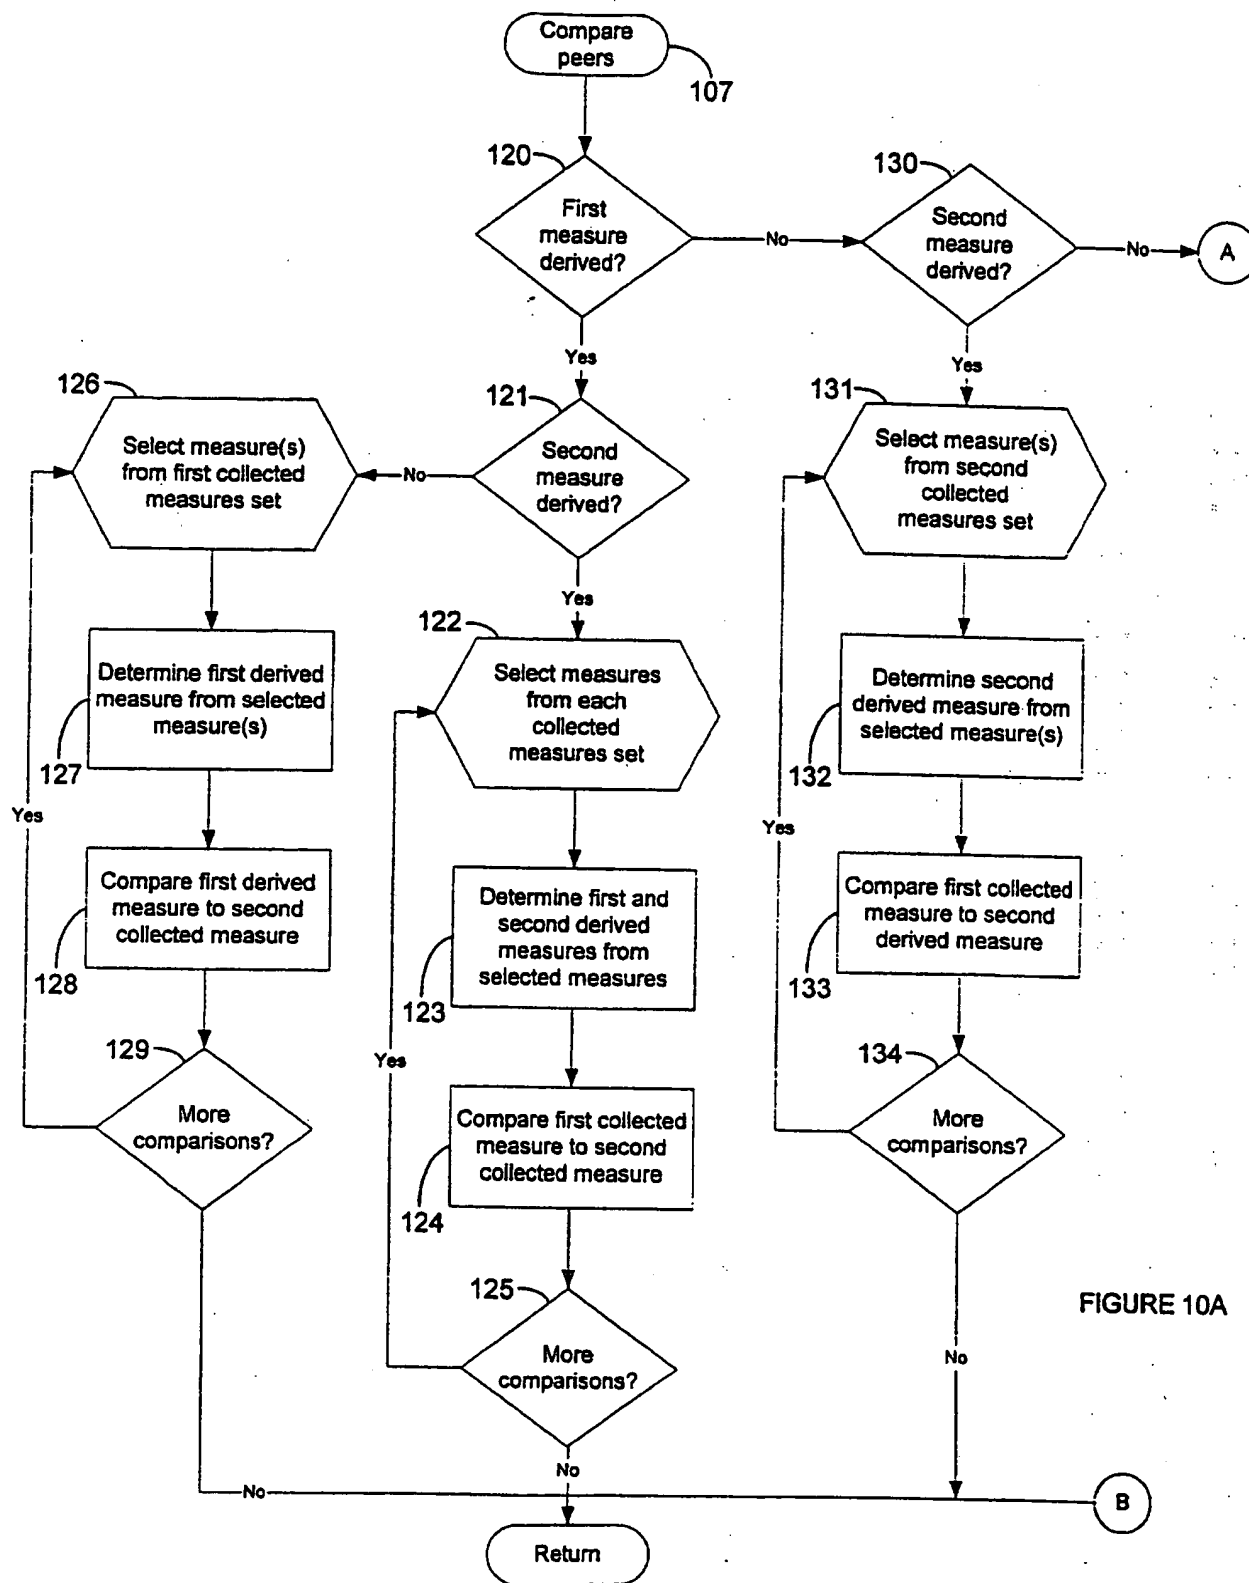 Compare
peers
107
120
First
measure
derived?
No
130
Second
measure
derived?
No
A
Yes
Yes
126
Select measure(s)
from first collected
measures set
No
121
Second
measure
derived?
131
Select measure(s)
from second
collected
measures set
Yes
122
Select measures
from each
collected
measures set
Determine first derived
measure from selected
measure(s)
127
Determine second
derived measure from
selected measure(s)
132
Yes
Yes
Compare first derived
measure to second
collected measure
128
Determine first and
second derived
measures from
selected measures
123
Compare first collected
measure to second
derived measure
133
129
More
comparisons?
Yes
134
More
comparisons?
Compare first collected
measure to second
collected measure
124
125
More
comparisons?
FIGURE 10A
No
No
No
B
Return